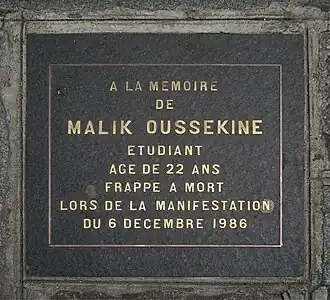 A LA MEMOIRE
DE
MALIK OUSSEKINE
ETUDIANT
AGE DE 22 ANS
FRAPPE A MORT
LORS DE LA MANIFESTATION
DU 6 DECEMBRE 1986